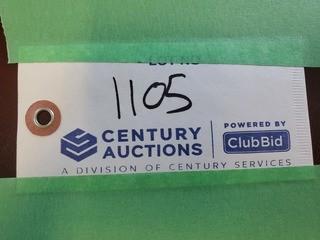 1105
CENTURY
AUCTIONS
POWERED BY
ClubBid
A DIVISION OF CENTURY SERVICES